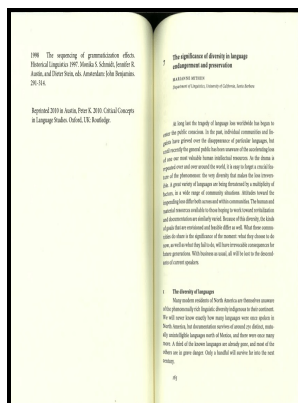 1998 The sequencing of grammaticization effects.
Historical Linguistics 1997. Monika S. Schmidt, Jennifer R.
Austin, and Dieter Stein, eds. Amsterdam: John Benjamins.
291-314.
Reprinted 2010 in Austin, Peter K. 2010. Critical Concepts
in Language Studies. Oxford, UK: Routledge.
7 The significance of diversity in language
endangerment and preservation
MARIANNE MITHUN
Department of Linguistics, University of California, Santa Barbara
At long last the tragedy of language loss worldwide has begun to
enter the public conscious. In the past, individual communities and lin-
guists have grieved over the disappearance of particular languages, but
until recently the general public has been unaware of the accelerating loss
of one our most valuable human intellectual resources. As the drama is
repeated over and over around the world, it is easy to forget a crucial fea-
ture of the phenomenon: the very diversity that makes the loss irrevers-
ible. A great variety of languages are being threatened by a multiplicity of
factors, in a wide range of community situations. Attitudes toward the
impending loss differ both across and within communities. The human and
material resources available to those hoping to work toward revitalization
and documentation are similarly varied. Because of this diversity, the kinds
of goals that are envisioned and feasible differ as well. What these commu-
nities do share is the significance of the moment: what they choose to do
now, as well as what they fail to do, will have irrevocable consequences for
future generations. With business as usual, all will be lost to the descend-
ants of current speakers.
1 The diversity of languages
Many modern residents of North America are themselves unaware
of the phenomenally rich linguistic diversity indigenous to their continent.
We will never know exactly how many languages were once spoken in
North America, but documentation survives of around 250 distinct, mutu-
ally unintelligible languages north of Mexico, and there were once many
more. A third of the known languages are already gone, and most of the
others are in grave danger. Only a handful will survive far into the next
century.
163